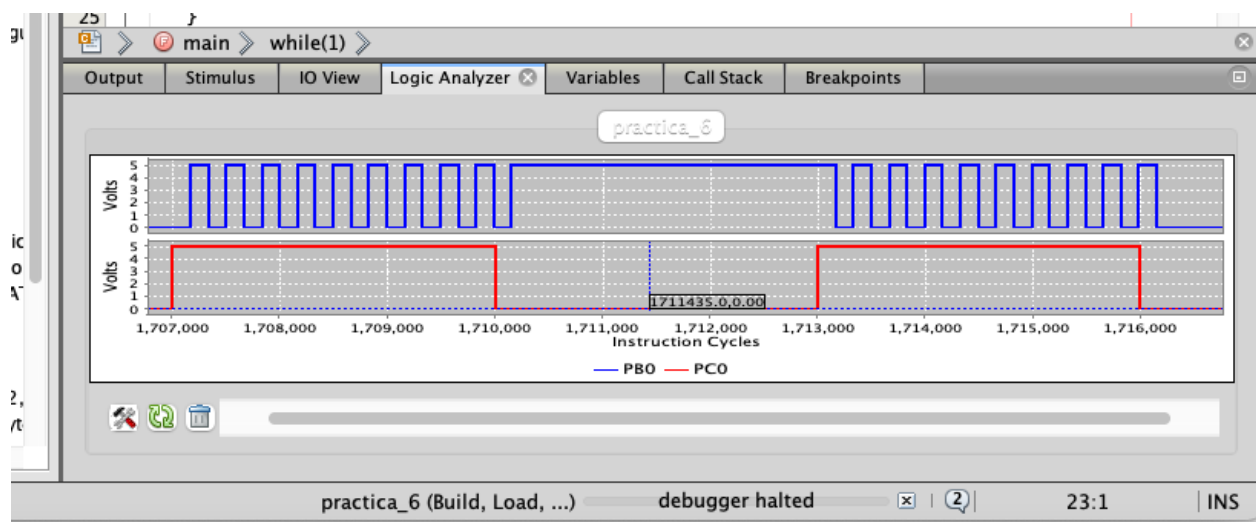 25 }
gu
main while(1)
Output Stimulus IO View Logic Analyzer Variables Call Stack Breakpoints
practica_6
Volts
5
4
3
2
1
0
Volts
5
4
3
2
1
0
1711435.0,0.00
1,707,000 1,708,000 1,709,000 1,710,000 1,711,000 1,712,000 1,713,000 1,714,000 1,715,000 1,716,000
Instruction Cycles
PB0 PC0
ic
o
2,
practica_6 (Build, Load, ...) debugger halted 2 23:1 INS